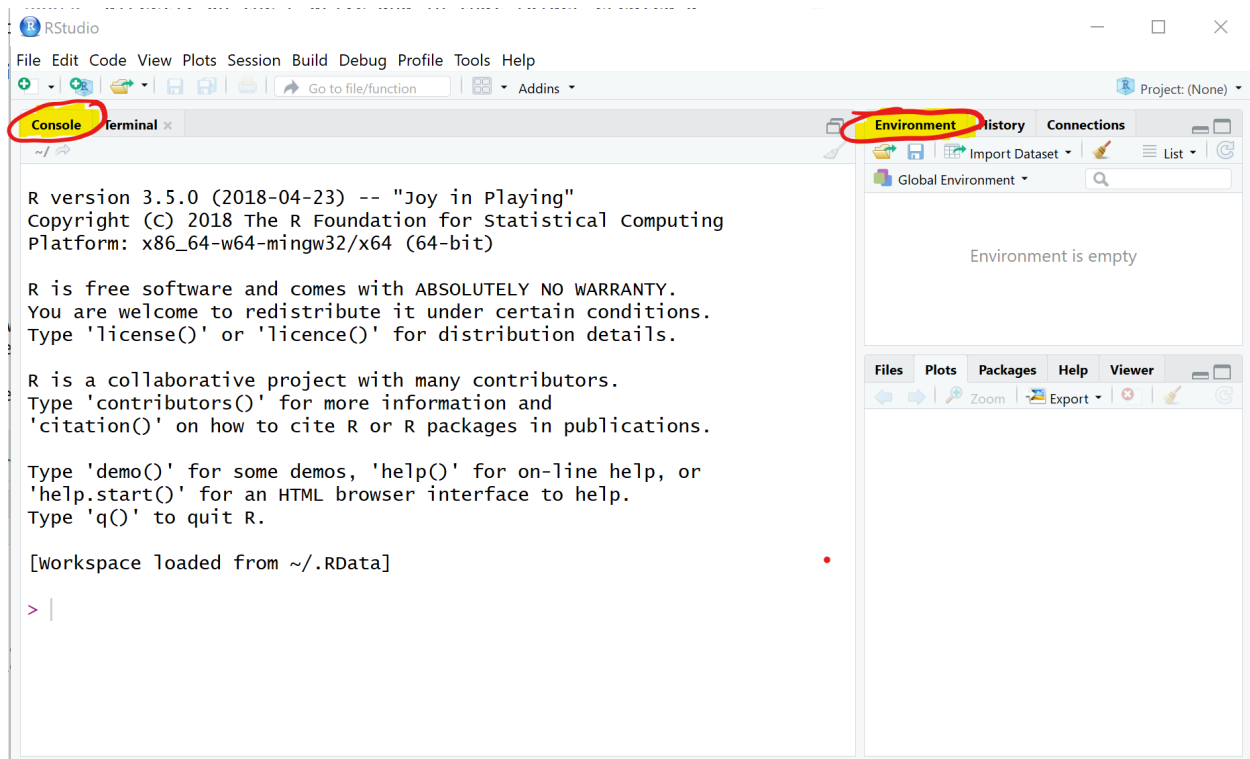 RStudio
File Edit Code View Plots Session Build Debug Profile Tools Help
Go to file/function Addins Project: (None)
Console Terminal
~/
R version 3.5.0 (2018-04-23) -- "Joy in Playing"
Copyright (C) 2018 The R Foundation for Statistical Computing
Platform: x86_64-w64-mingw32/x64 (64-bit)
R is free software and comes with ABSOLUTELY NO WARRANTY.
You are welcome to redistribute it under certain conditions.
Type 'license()' or 'licence()' for distribution details.
R is a collaborative project with many contributors.
Type 'contributors()' for more information and
'citation()' on how to cite R or R packages in publications.
Type 'demo()' for some demos, 'help()' for on-line help, or
'help.start()' for an HTML browser interface to help.
Type 'q()' to quit R.
[Workspace loaded from ~/.RData]
>
Environment History Connections
Import Dataset List
Global Environment
Environment is empty
Files Plots Packages Help Viewer
Zoom Export